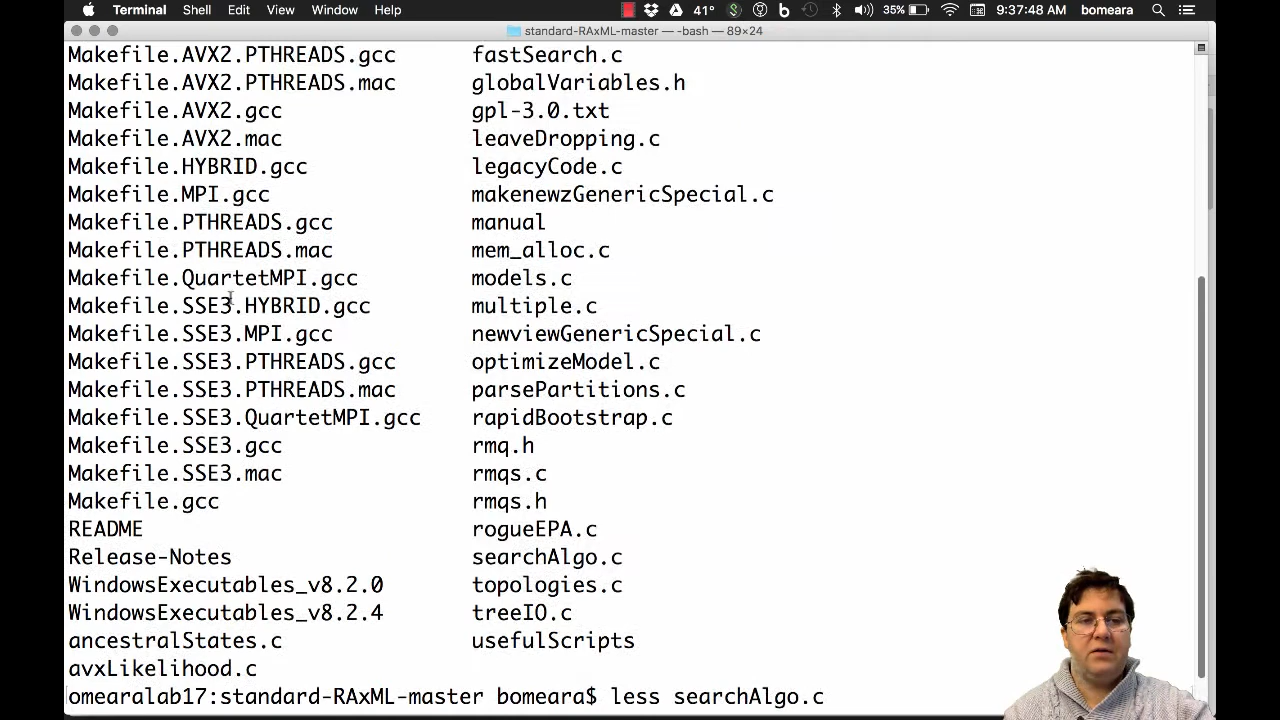 Terminal Shell Edit View Window Help 41° 35% 9:37:48 AM bomeara
standard-RAxML-master — -bash — 89×24
Makefile.AVX2.PTHREADS.gcc fastSearch.c
Makefile.AVX2.PTHREADS.mac globalVariables.h
Makefile.AVX2.gcc gpl-3.0.txt
Makefile.AVX2.mac leaveDropping.c
Makefile.HYBRID.gcc legacyCode.c
Makefile.MPI.gcc makenewzGenericSpecial.c
Makefile.PTHREADS.gcc manual
Makefile.PTHREADS.mac mem_alloc.c
Makefile.QuartetMPI.gcc models.c
Makefile.SSE3.HYBRID.gcc multiple.c
Makefile.SSE3.MPI.gcc newviewGenericSpecial.c
Makefile.SSE3.PTHREADS.gcc optimizeModel.c
Makefile.SSE3.PTHREADS.mac parsePartitions.c
Makefile.SSE3.QuartetMPI.gcc rapidBootstrap.c
Makefile.SSE3.gcc rmq.h
Makefile.SSE3.mac rmqs.c
Makefile.gcc rmqs.h
README rogueEPA.c
Release-Notes searchAlgo.c
WindowsExecutables_v8.2.0 topologies.c
WindowsExecutables_v8.2.4 treeIO.c
ancestralStates.c usefulScripts
avxLikelihood.c
omearalab17:standard-RAxML-master bomeara$ less searchAlgo.c